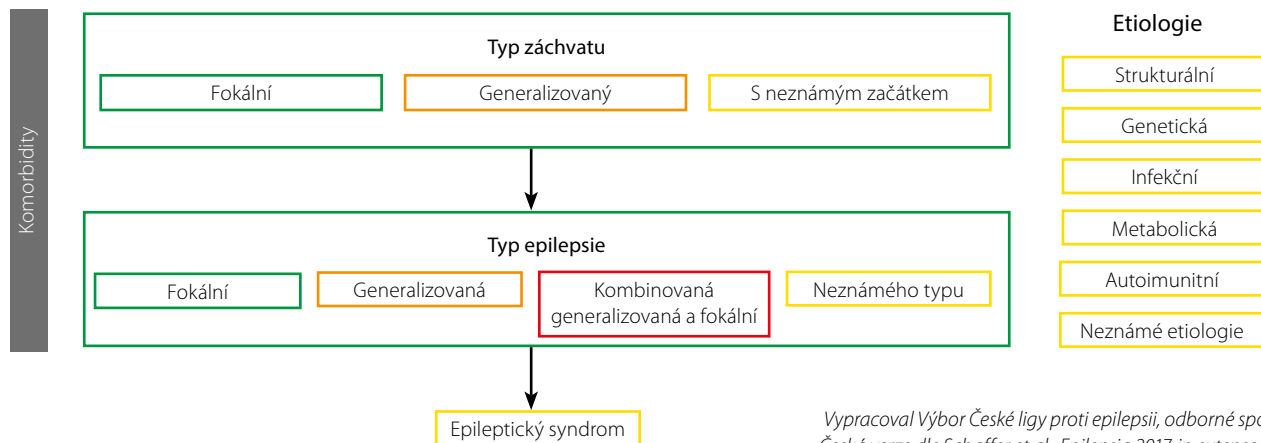 Komorbidity
Typ záchvatu
Fokální
Generalizovaný
S neznámým začátkem
Typ epilepsie
Fokální
Generalizovaná
Kombinovaná
generalizovaná a fokální
Neznámého typu
Epileptický syndrom
Etiologie
Strukturální
Genetická
Infekční
Metabolická
Autoimunitní
Neznámé etiologie
Vypracoval Výbor České ligy proti epilepsii, odborné